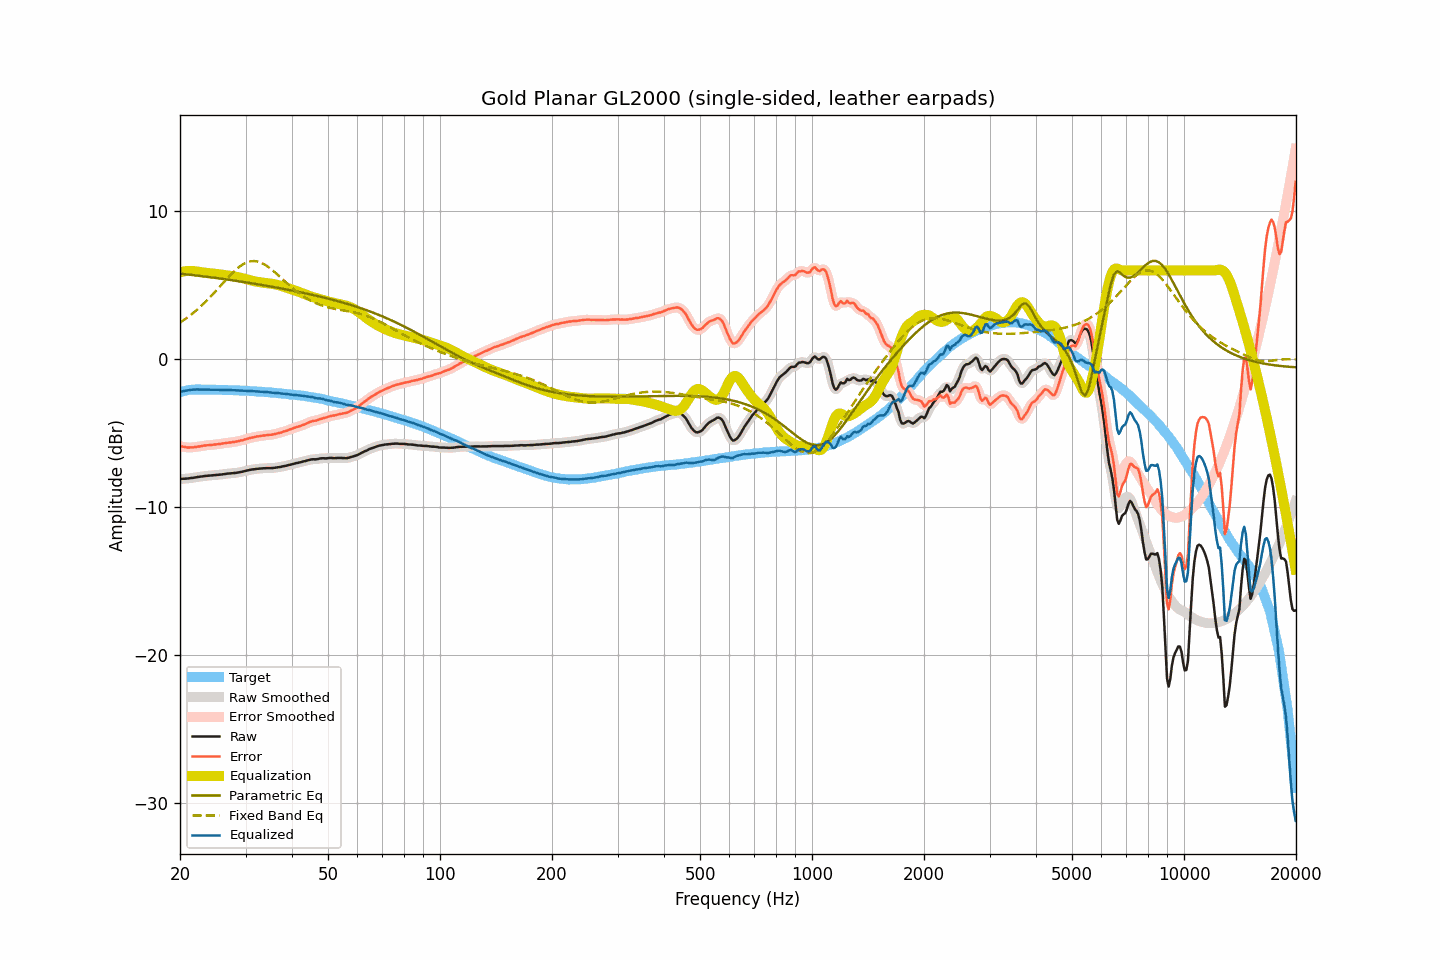 Gold Planar GL2000 (single-sided, leather earpads)
Amplitude (dBr)
10
0
−10
−20
−30
Target
Raw Smoothed
Error Smoothed
Raw
Error
Equalization
Parametric Eq
Fixed Band Eq
Equalized
20 50 100 200 500 1000 2000 5000 10000 20000
Frequency (Hz)